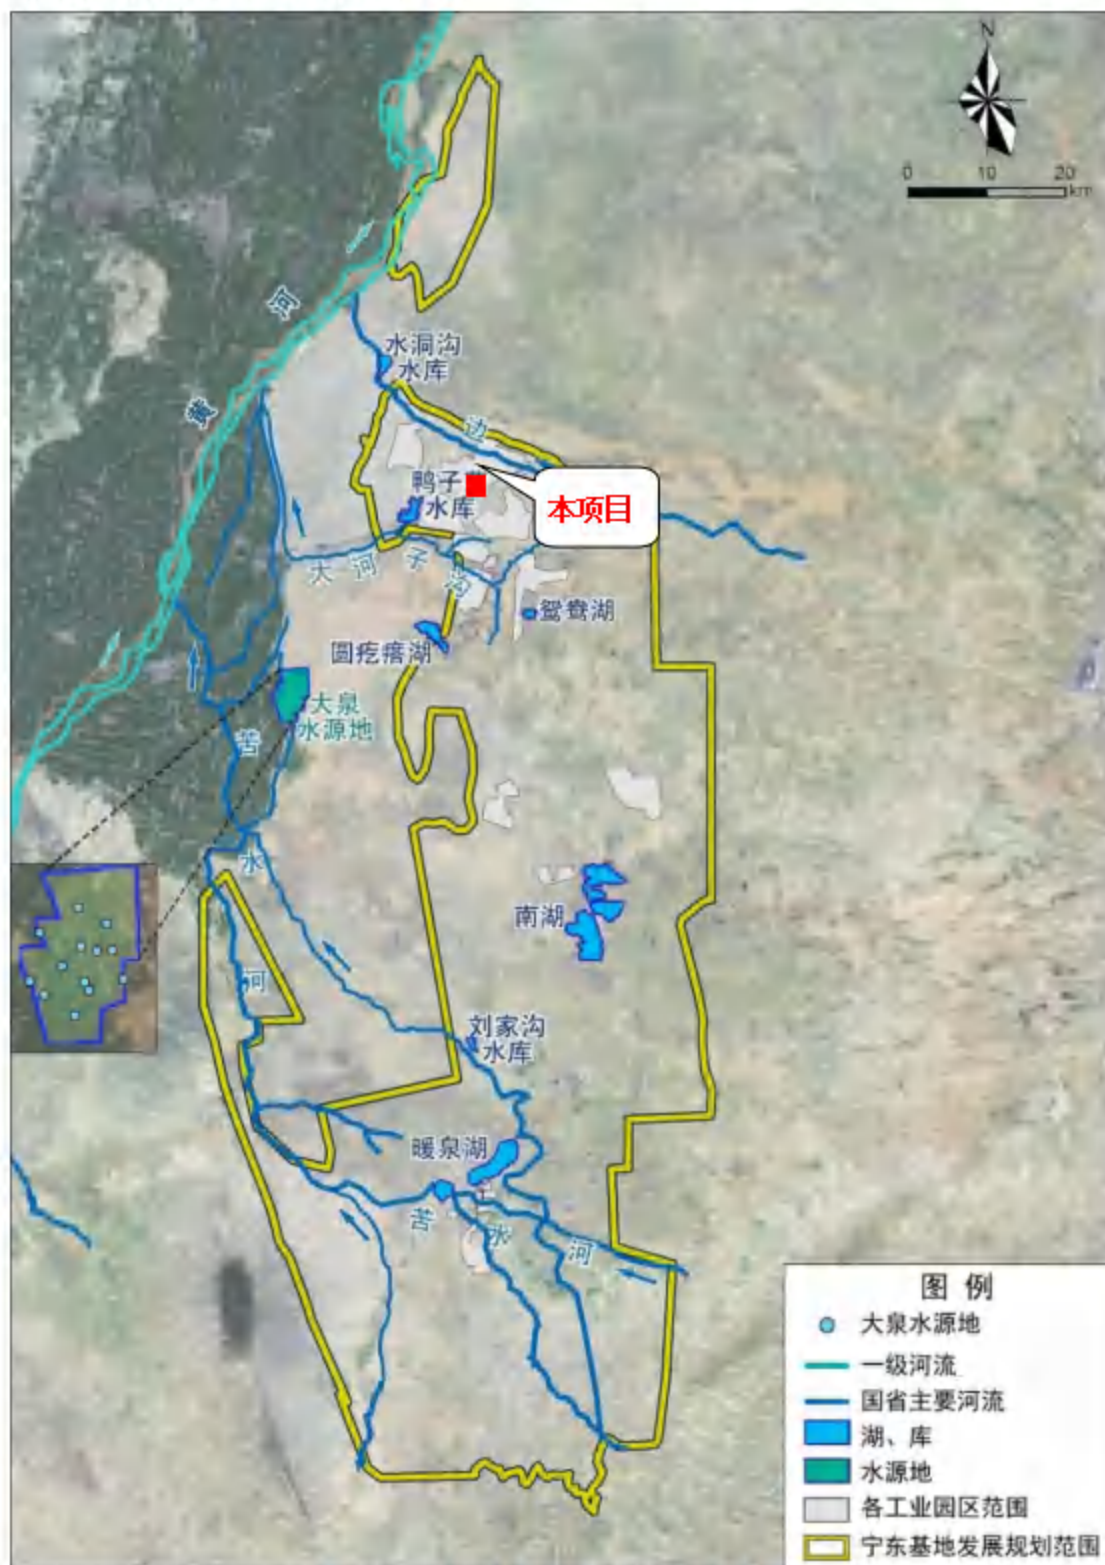 N
0 10 20
km
河
黄
水洞沟
水库
边
鸭子
水库
本项目
大河子沟
鸳鸯湖
圆疙瘩湖
大泉
水源地
苦
水
河
南湖
刘家沟
水库
暖泉湖
苦水河
图 例
大泉水源地
一级河流
国省主要河流
湖、库
水源地
各工业园区范围
宁东基地发展规划范围